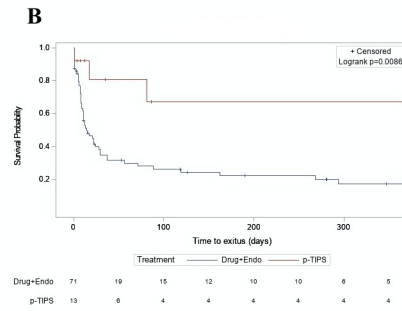 B
+ Censored
Logrank p=0.0086
1.0
0.8
0.6
0.4
0.2
Survival Probability
0 100 200 300
Time to exitus (days)
Treatment Drug+Endo p-TIPS
Drug+Endo 71 19 15 12 10 10 6 5
p-TIPS 13 6 4 4 4 4 4 4